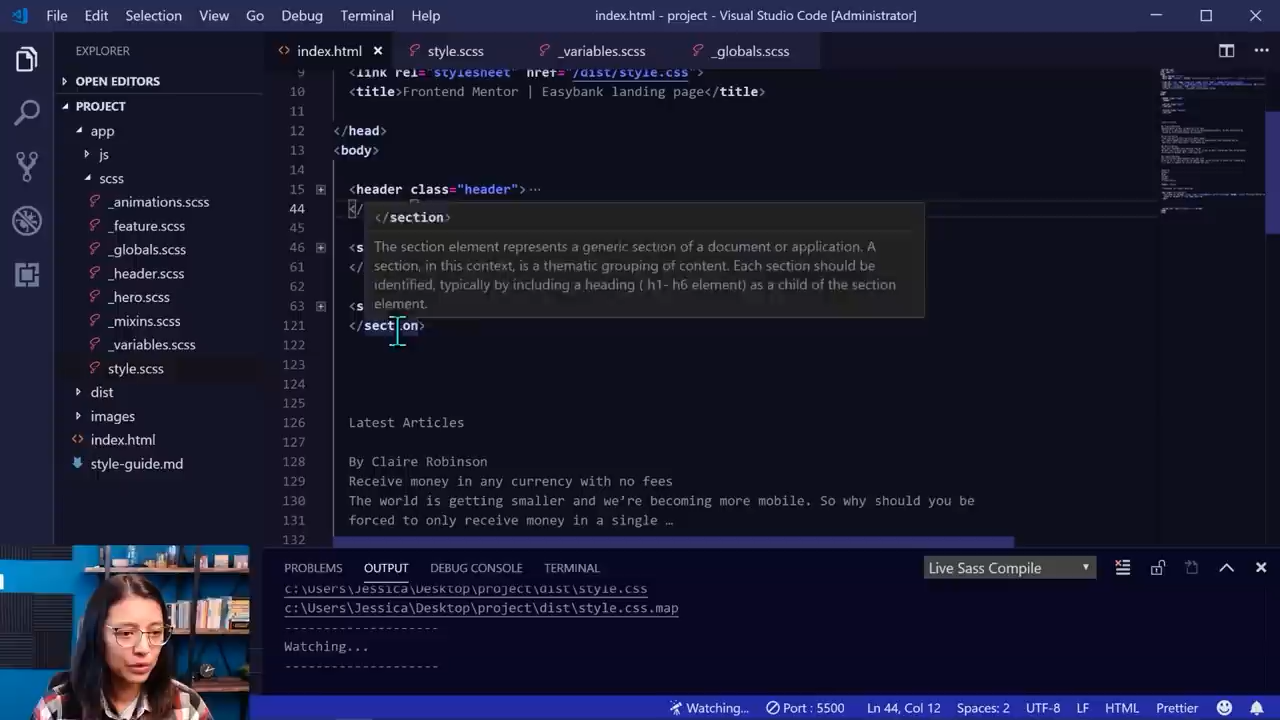 File Edit Selection View Go Debug Terminal Help
index.html - project - Visual Studio Code [Administrator]
EXPLORER
index.html
style.scss
_variables.scss
_globals.scss
OPEN EDITORS
PROJECT
app
js
scss
_animations.scss
_feature.scss
_globals.scss
_header.scss
_hero.scss
_mixins.scss
_variables.scss
style.scss
dist
images
index.html
style-guide.md
9 <link rel="stylesheet" href="/dist/style.css">
10 <title>Frontend Mentor | Easybank landing page</title>
11
12 </head>
13 <body>
14
15 <header class="header"> ...
44 </
45
46 <s
61 </
62
63 <s
121 </section>
122
123
124
125
126 Latest Articles
127
128 By Claire Robinson
129 Receive money in any currency with no fees
130 The world is getting smaller and we’re becoming more mobile. So why should you be
131 forced to only receive money in a single …
132
</section>
The section element represents a generic section of a document or application. A
section, in this context, is a thematic grouping of content. Each section should be
identified, typically by including a heading ( h1- h6 element) as a child of the section
element.
PROBLEMS OUTPUT DEBUG CONSOLE TERMINAL
Live Sass Compile
c:\Users\Jessica\Desktop\project\dist\style.css
c:\Users\Jessica\Desktop\project\dist\style.css.map
--------------------
Watching...
--------------------
Watching... Port : 5500 Ln 44, Col 12 Spaces: 2 UTF-8 LF HTML Prettier